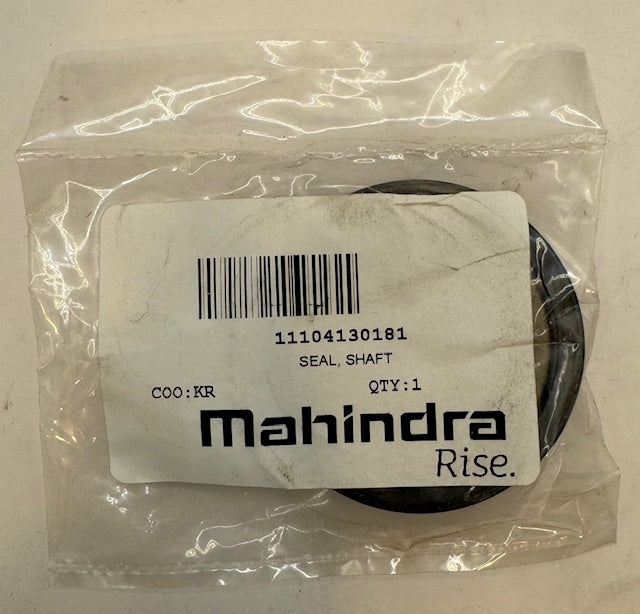 11104130181
SEAL, SHAFT
COO:KR QTY:1
Mahindra
Rise.